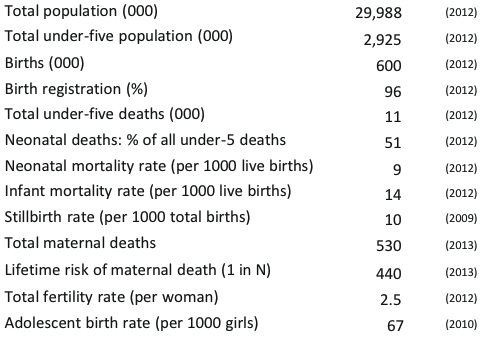 Total population (000) 29,988 (2012)
Total under-five population (000) 2,925 (2012)
Births (000) 600 (2012)
Birth registration (%) 96 (2012)
Total under-five deaths (000) 11 (2012)
Neonatal deaths: % of all under-5 deaths 51 (2012)
Neonatal mortality rate (per 1000 live births) 9 (2012)
Infant mortality rate (per 1000 live births) 14 (2012)
Stillbirth rate (per 1000 total births) 10 (2009)
Total maternal deaths 530 (2013)
Lifetime risk of maternal death (1 in N) 440 (2013)
Total fertility rate (per woman) 2.5 (2012)
Adolescent birth rate (per 1000 girls) 67 (2010)